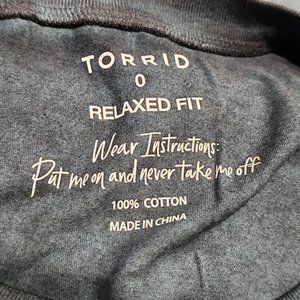 TORRID
0
RELAXED FIT
Wear Instructions:
Put me on and never take me off
100% COTTON
MADE IN CHINA